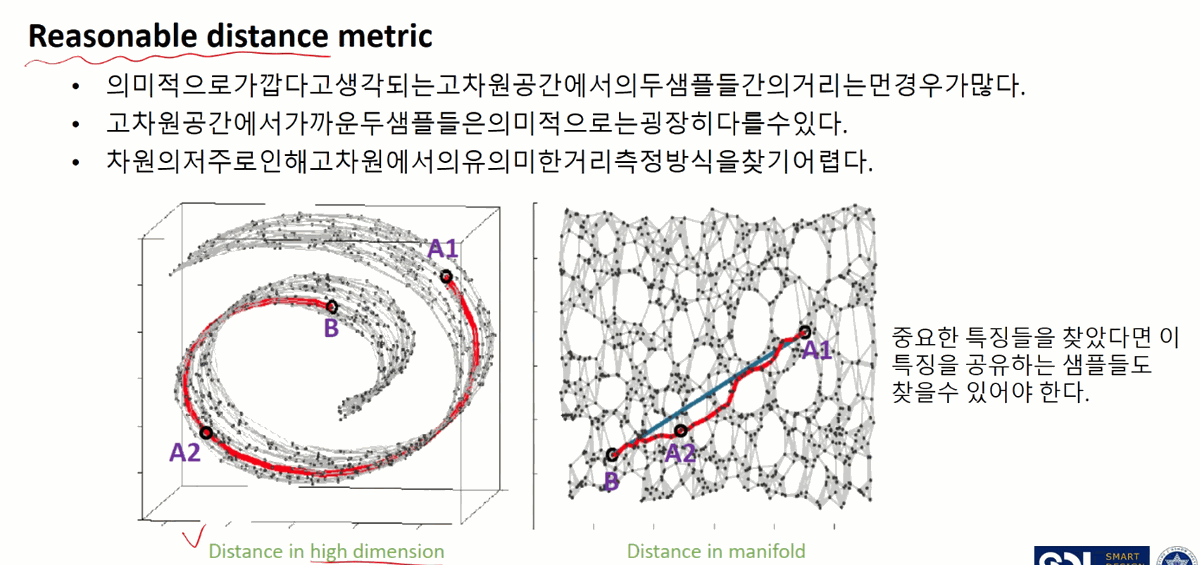 Reasonable distance metric
• 의미적으로가깝다고생각되는고차원공간에서의두샘플들간의거리는먼경우가많다.
• 고차원공간에서가까운두샘플들은의미적으로는굉장히다를수있다.
• 차원의저주로인해고차원에서의유의미한거리측정방식을찾기어렵다.
A1
B
A2
A1
A2
B
중요한 특징들을 찾았다면 이
특징을 공유하는 샘플들도
찾을수 있어야 한다.
Distance in high dimension
Distance in manifold
SMART